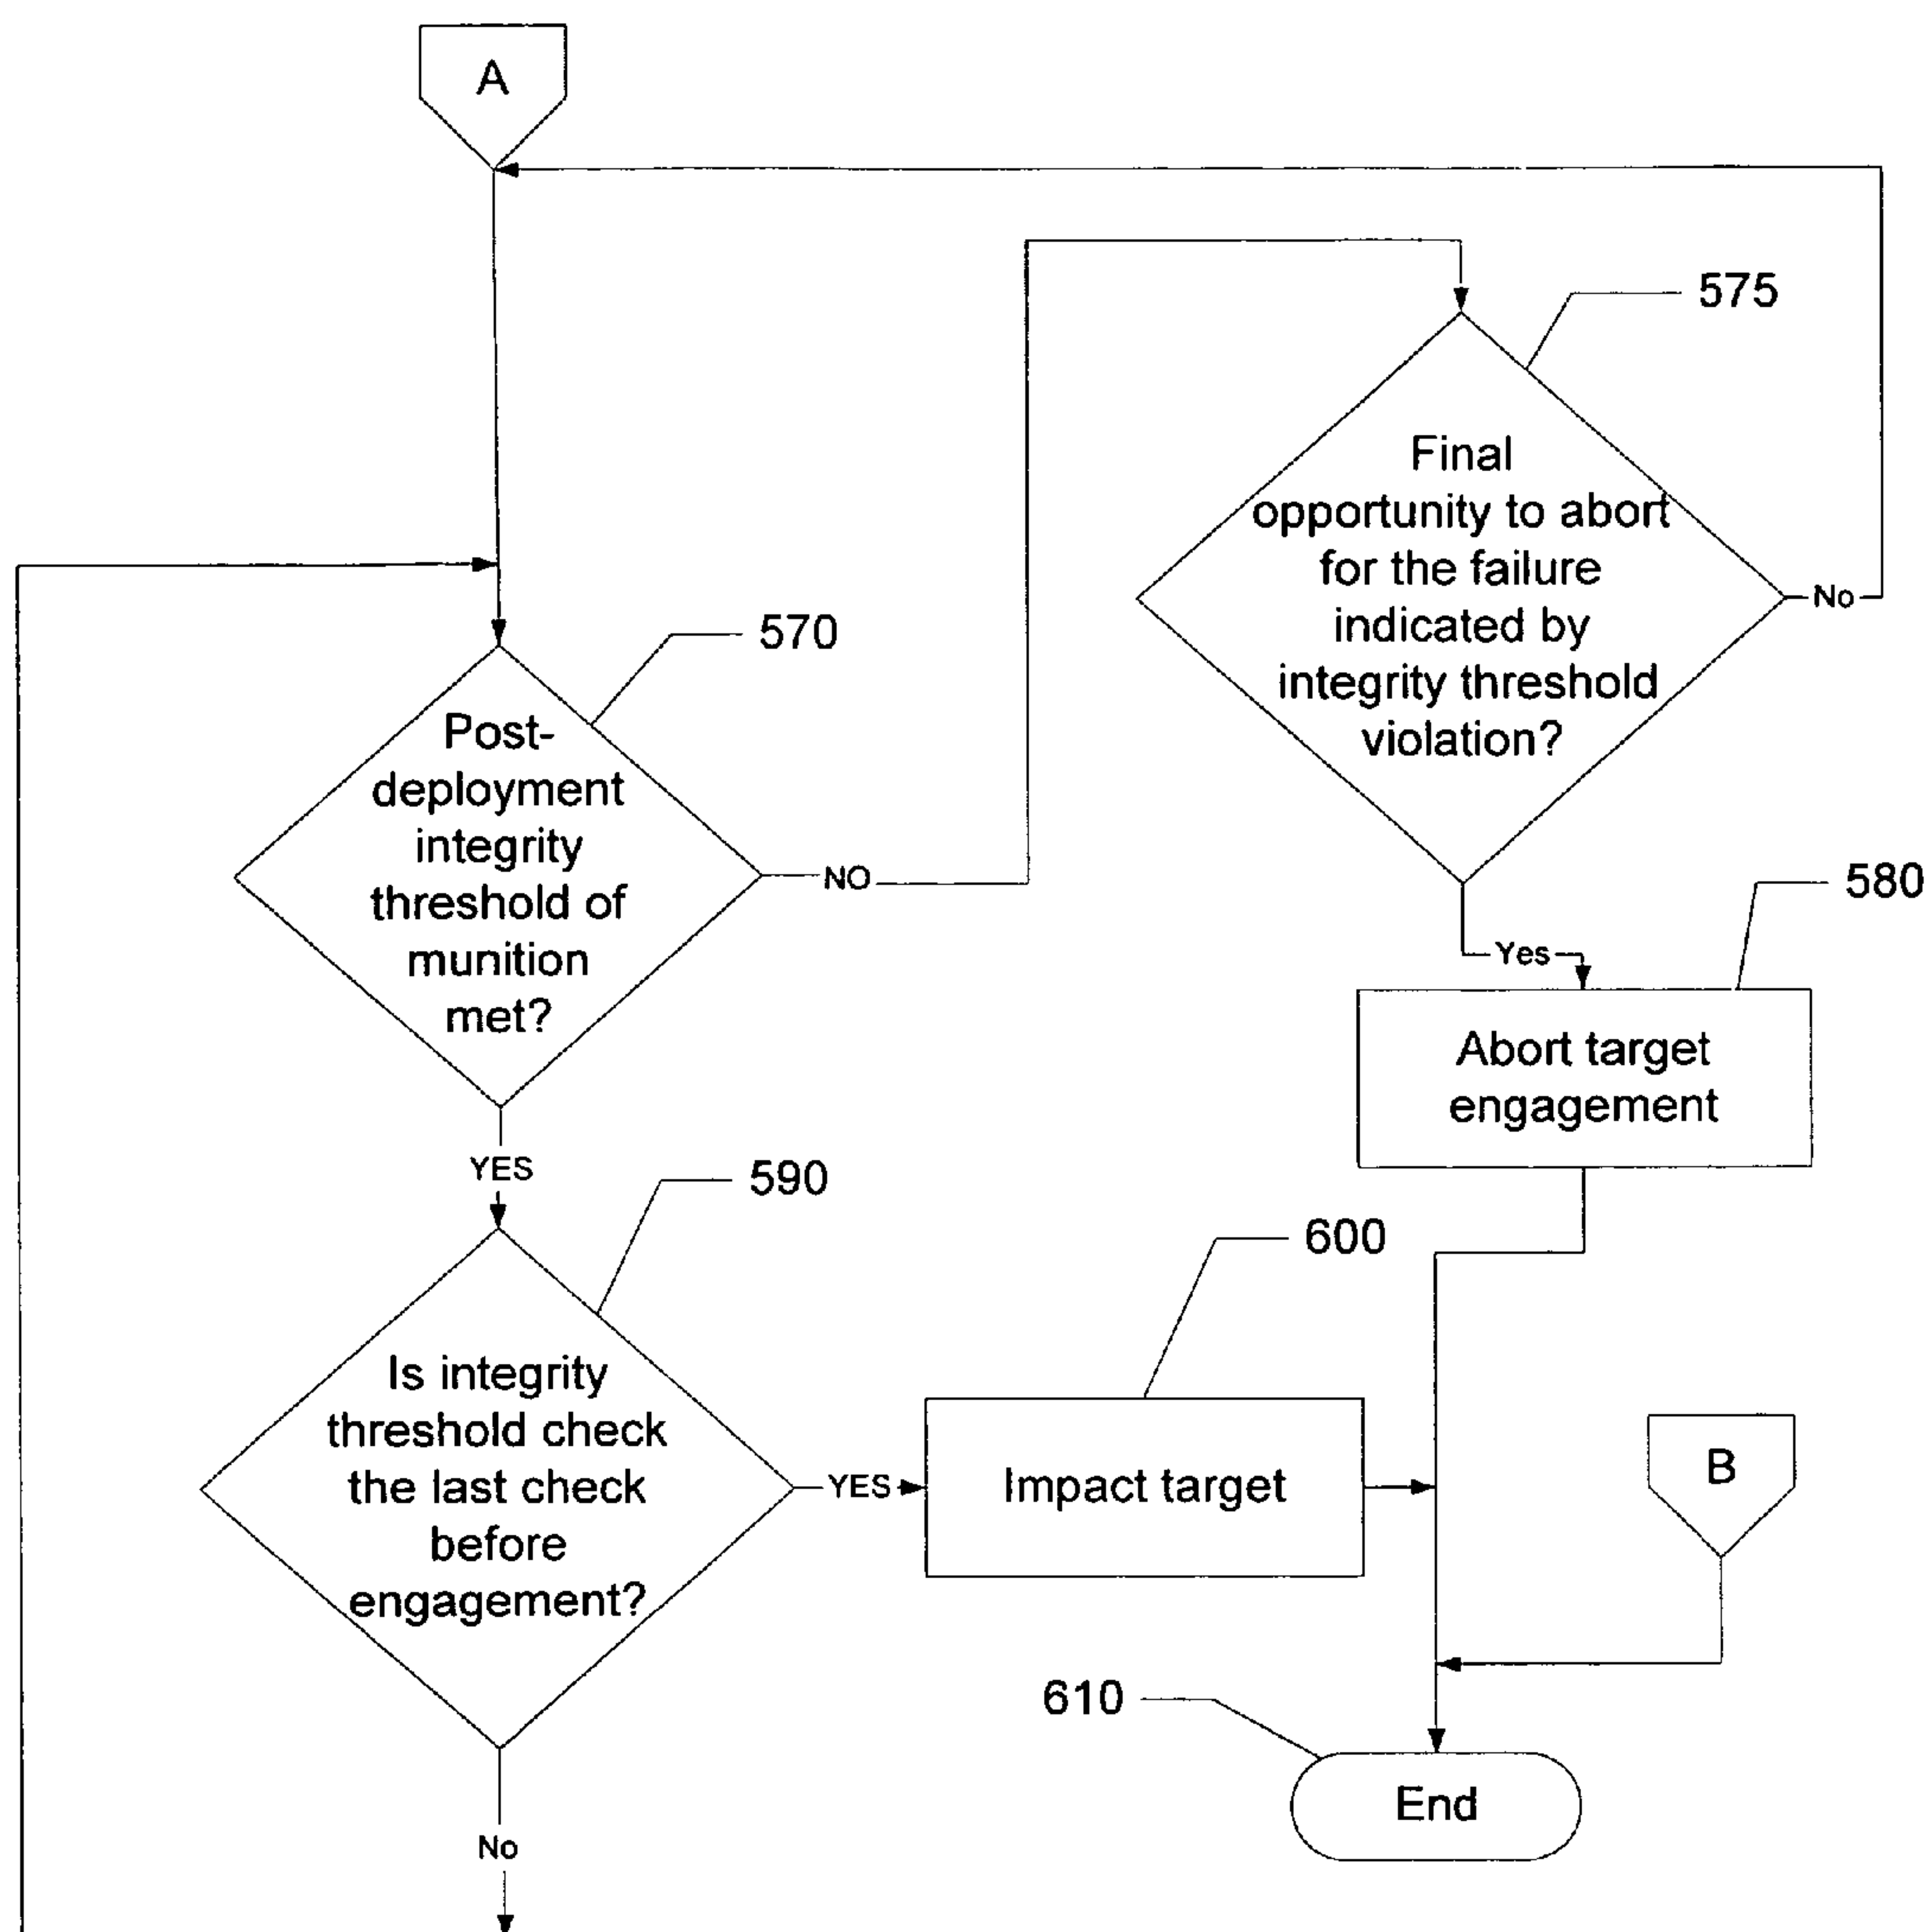 A
575
Final
opportunity to abort
for the failure
indicated by
integrity threshold
violation?
No
570
Post-
deployment
integrity
threshold of
munition
met?
NO
580
Yes
Abort target
engagement
YES
590
600
Is integrity
threshold check
the last check
before
engagement?
YES
Impact target
B
610
End
No